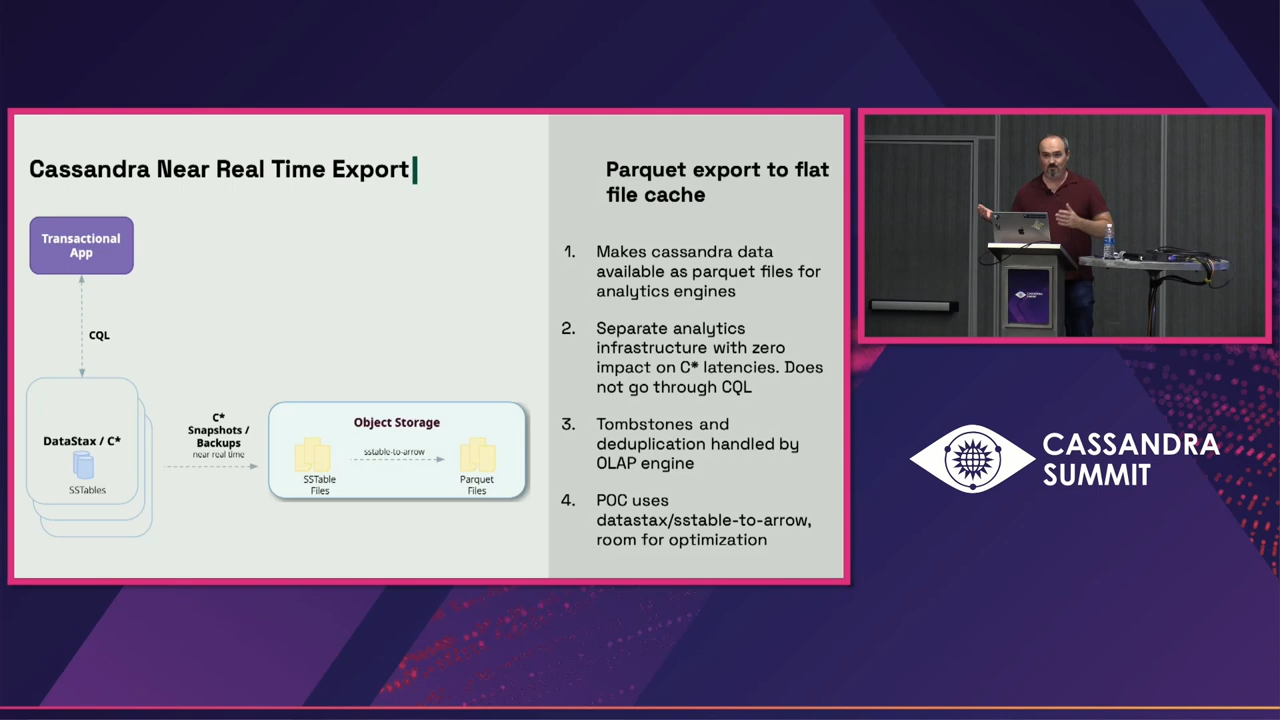 Cassandra Near Real Time Export
Transactional
App
CQL
DataStax / C*
SSTables
C*
Snapshots /
Backups
near real time
Object Storage
sstable-to-arrow
SSTable
Files
Parquet
Files
Parquet export to flat
file cache
1. Makes cassandra data
available as parquet files for
analytics engines
2. Separate analytics
infrastructure with zero
impact on C* latencies. Does
not go through CQL
3. Tombstones and
deduplication handled by
OLAP engine
4. POC uses
datastax/sstable-to-arrow,
room for optimization
CASSANDRA
SUMMIT